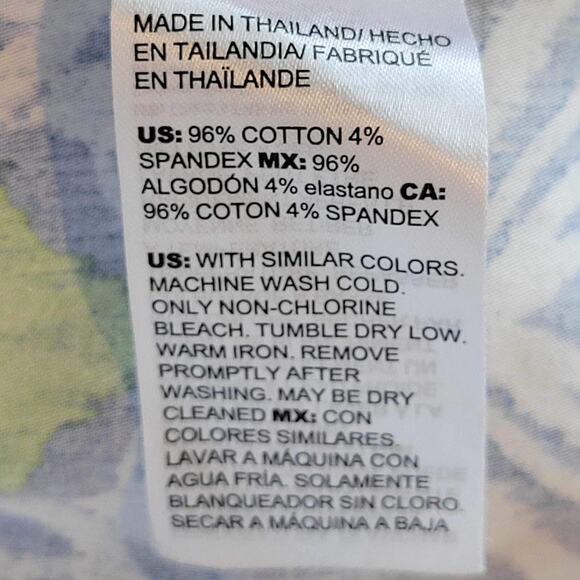 MADE IN THAILAND/ HECHO
EN TAILANDIA/ FABRIQUÉ
EN THAÏLANDE
US: 96% COTTON 4%
SPANDEX MX: 96%
ALGODÓN 4% elastano CA:
96% COTON 4% SPANDEX
US: WITH SIMILAR COLORS.
MACHINE WASH COLD.
ONLY NON-CHLORINE
BLEACH. TUMBLE DRY LOW.
WARM IRON. REMOVE
PROMPTLY AFTER
WASHING. MAY BE DRY
CLEANED MX: CON
COLORES SIMILARES.
LAVAR A MÁQUINA CON
AGUA FRÍA. SOLAMENTE
BLANQUEADOR SIN CLORO.
SECAR A MÁQUINA A BAJA